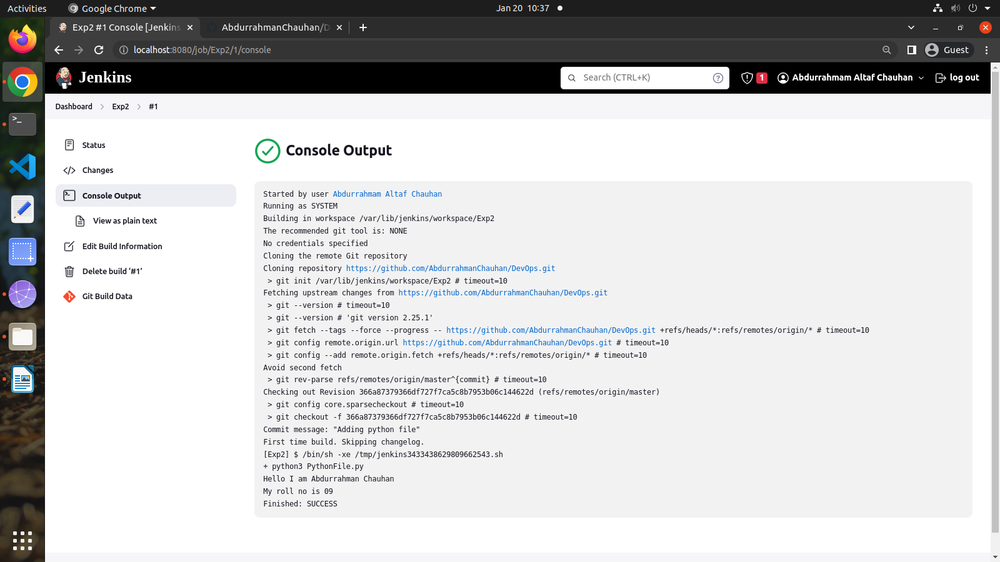 Activities
Google Chrome
Jan 20 10:37
Exp2 #1 Console [Jenkins
AbdurrahmanChauhan/D
localhost:8080/job/Exp2/1/console
Guest
Jenkins
Search (CTRL+K)
1
Abdurrahmam Altaf Chauhan
log out
Dashboard
Exp2
#1
Status
Changes
Console Output
View as plain text
Edit Build Information
Delete build ‘#1’
Git Build Data
Console Output
Started by user Abdurrahmam Altaf Chauhan
Running as SYSTEM
Building in workspace /var/lib/jenkins/workspace/Exp2
The recommended git tool is: NONE
No credentials specified
Cloning the remote Git repository
Cloning repository https://github.com/AbdurrahmanChauhan/DevOps.git
> git init /var/lib/jenkins/workspace/Exp2 # timeout=10
Fetching upstream changes from https://github.com/AbdurrahmanChauhan/DevOps.git
> git --version # timeout=10
> git --version # 'git version 2.25.1'
> git fetch --tags --force --progress -- https://github.com/AbdurrahmanChauhan/DevOps.git +refs/heads/*:refs/remotes/origin/* # timeout=10
> git config remote.origin.url https://github.com/AbdurrahmanChauhan/DevOps.git # timeout=10
> git config --add remote.origin.fetch +refs/heads/*:refs/remotes/origin/* # timeout=10
Avoid second fetch
> git rev-parse refs/remotes/origin/master^{commit} # timeout=10
Checking out Revision 366a87379366df727f7ca5c8b7953b06c144622d (refs/remotes/origin/master)
> git config core.sparsecheckout # timeout=10
> git checkout -f 366a87379366df727f7ca5c8b7953b06c144622d # timeout=10
Commit message: "Adding python file"
First time build. Skipping changelog.
[Exp2] $ /bin/sh -xe /tmp/jenkins3433438629809662543.sh
+ python3 PythonFile.py
Hello I am Abdurrahman Chauhan
My roll no is 09
Finished: SUCCESS